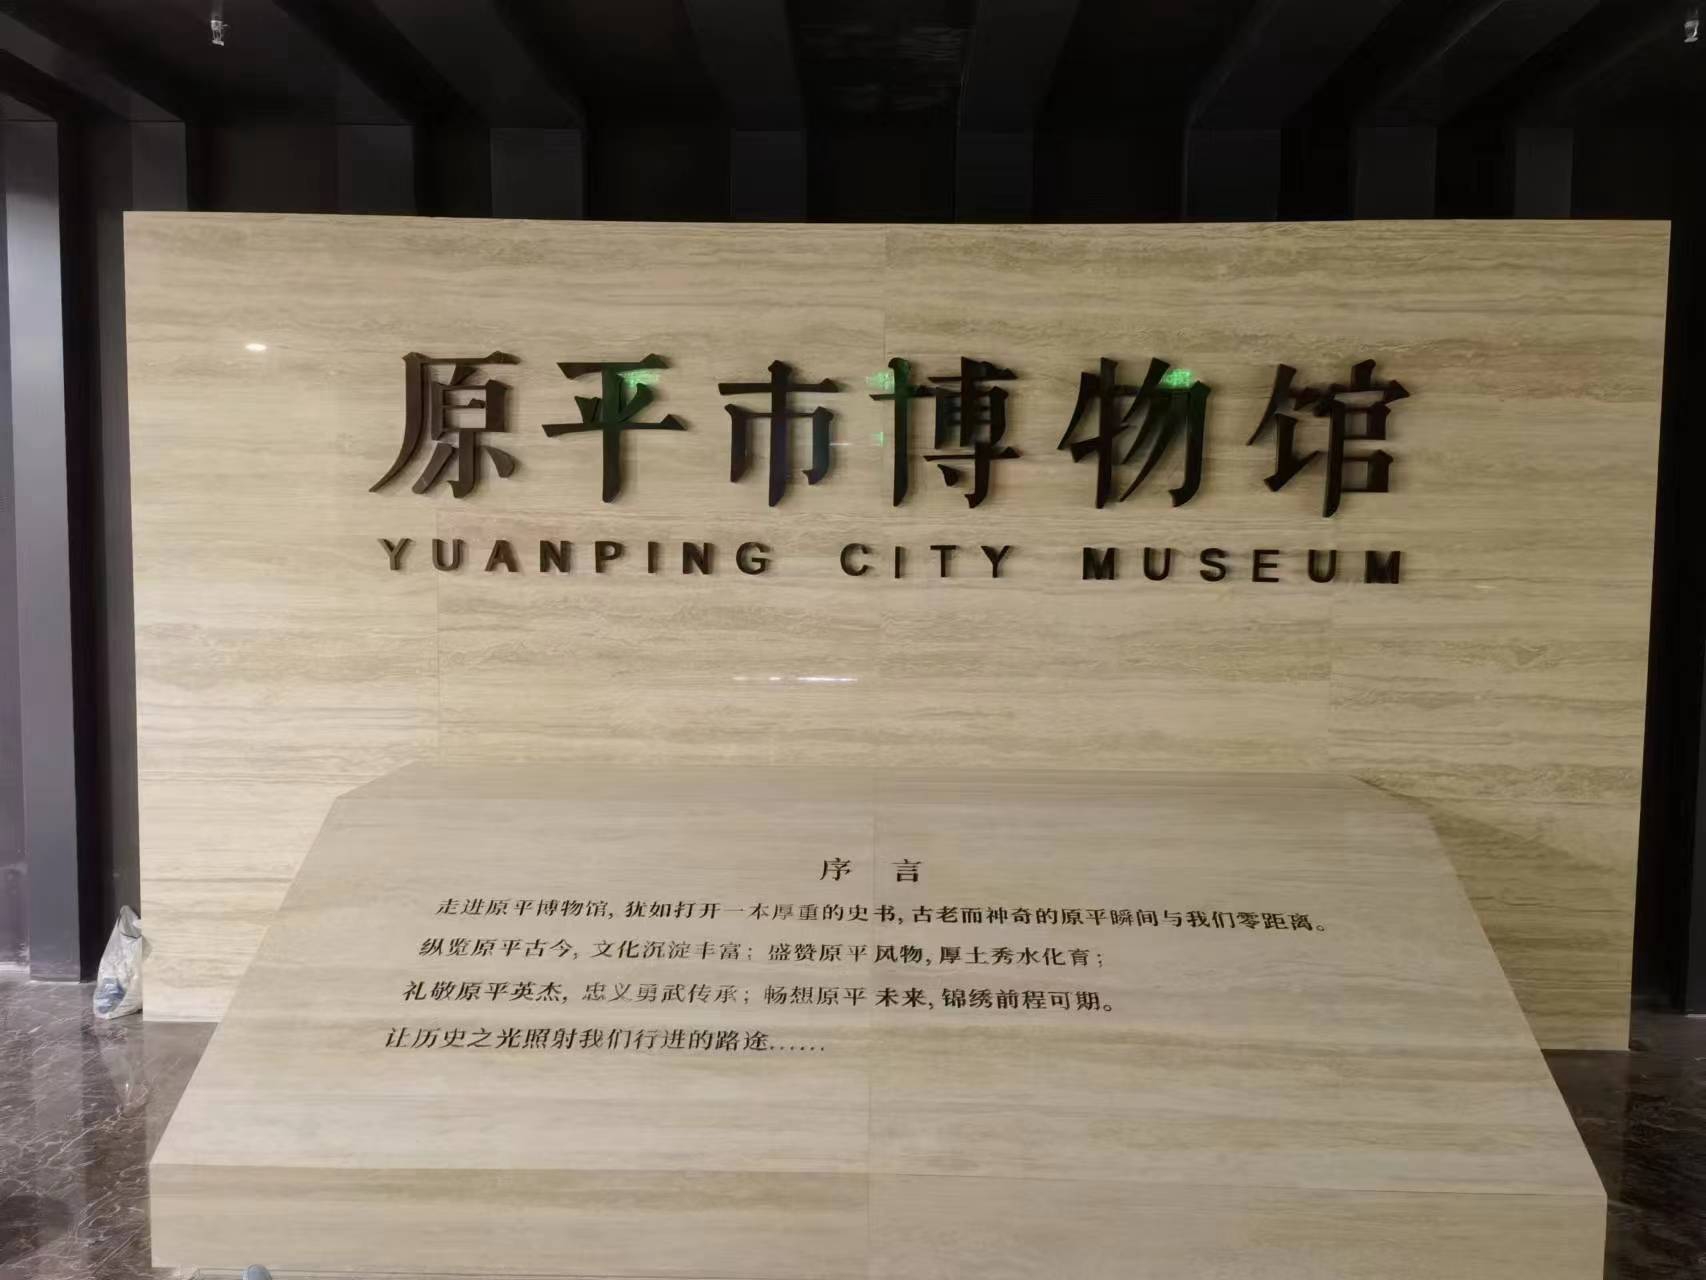 原平市博物馆
YUANPING CITY MUSEUM
序 言
走进原平博物馆，犹如打开一本厚重的史书，古老而神奇的原平瞬间与我们零距离。
纵览原平古今，文化沉淀丰富；盛赞原平风物，厚土秀水化育；
礼敬原平英杰，忠义勇武传承；畅想原平未来，锦绣前程可期。
让历史之光照射我们行进的路途……